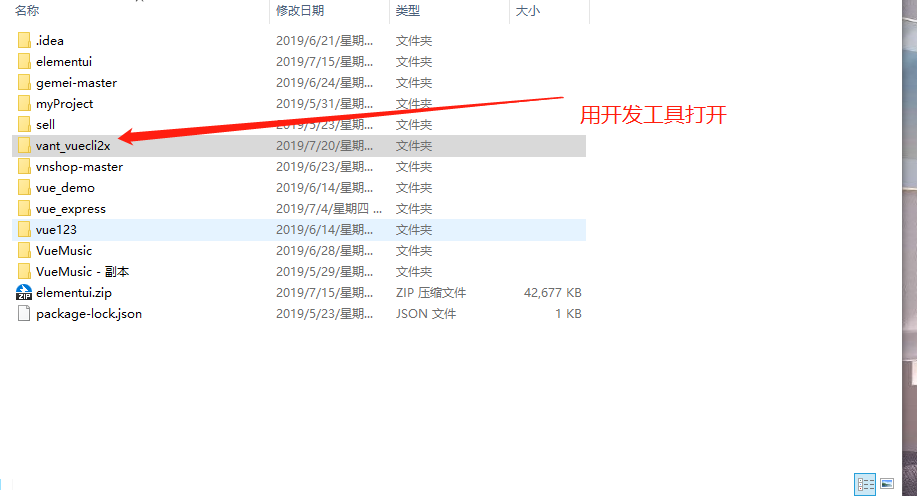 名称 修改日期 类型 大小
.idea 2019/6/21/星期... 文件夹
elementui 2019/7/15/星期... 文件夹
gemei-master 2019/6/24/星期... 文件夹
myProject 2019/5/31/星期... 文件夹
用开发工具打开
sell 2019/5/23/星期... 文件夹
vant_vuecli2x 2019/7/20/星期... 文件夹
vnshop-master 2019/6/23/星期... 文件夹
vue_demo 2019/6/14/星期... 文件夹
vue_express 2019/7/4/星期四 ... 文件夹
vue123 2019/6/14/星期... 文件夹
VueMusic 2019/6/28/星期... 文件夹
VueMusic - 副本 2019/5/29/星期... 文件夹
elementui.zip 2019/7/15/星期... ZIP 压缩文件 42,677 KB
package-lock.json 2019/5/23/星期... JSON 文件 1 KB